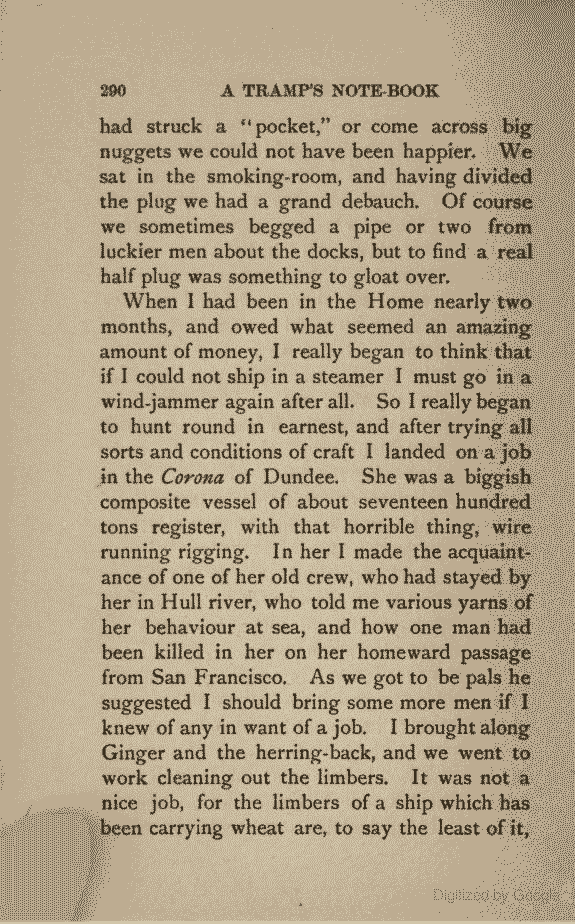 290 A TRAMP'S NOTE-BOOK
had struck a “pocket,” or come across big
nuggets we could not have been happier. We
sat in the smoking-room, and having divided
the plug we had a grand debauch. Of course
we sometimes begged a pipe or two from
luckier men about the docks, but to find a real
half plug was something to gloat over.
When I had been in the Home nearly two
months, and owed what seemed an amazing
amount of money, I really began to think that
if I could not ship in a steamer I must go in a
wind-jammer again after all. So I really began
to hunt round in earnest, and after trying all
sorts and conditions of craft I landed on a job
in the Corona of Dundee. She was a biggish
composite vessel of about seventeen hundred
tons register, with that horrible thing, wire
running rigging. In her I made the acquaint-
ance of one of her old crew, who had stayed by
her in Hull river, who told me various yarns of
her behaviour at sea, and how one man had
been killed in her on her homeward passage
from San Francisco. As we got to be pals he
suggested I should bring some more men if I
knew of any in want of a job. I brought along
Ginger and the herring-back, and we went to
work cleaning out the limbers. It was not a
nice job, for the limbers of a ship which has
been carrying wheat are, to say the least of it,
Digitized by Google